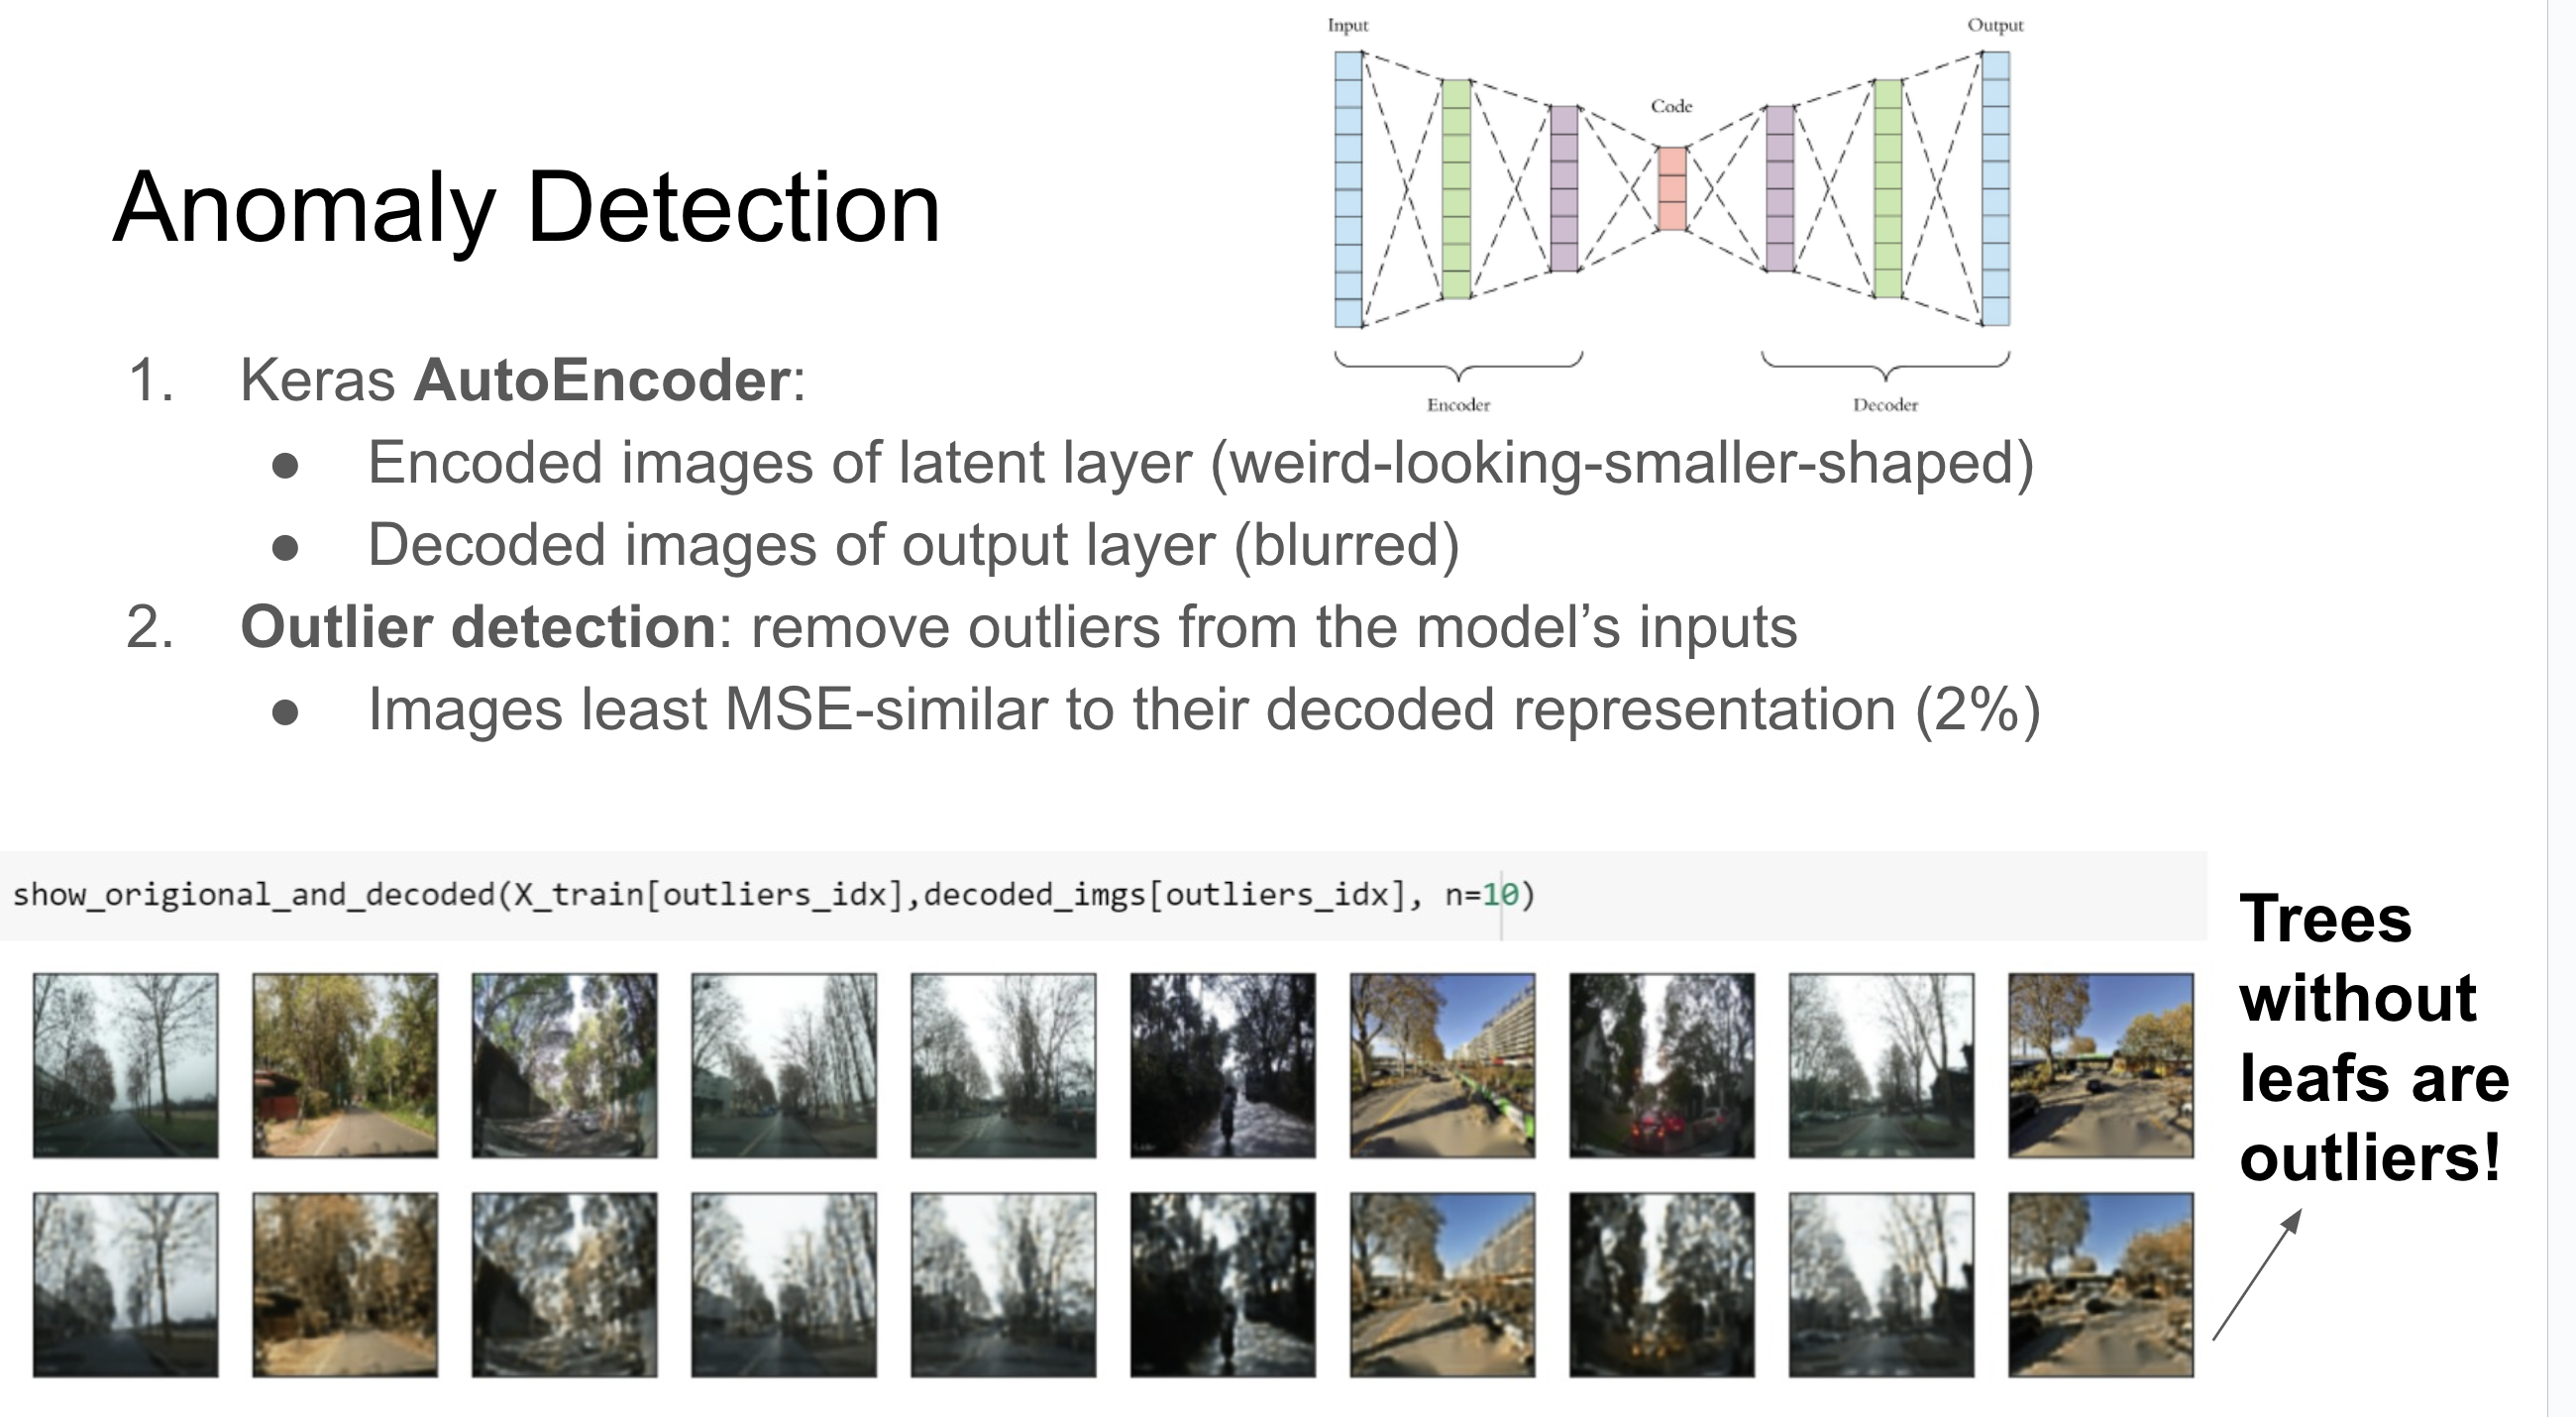 Input
Output
Code
Anomaly Detection
Encoder
Decoder
1. Keras AutoEncoder:
● Encoded images of latent layer (weird-looking-smaller-shaped)
● Decoded images of output layer (blurred)
2. Outlier detection: remove outliers from the model’s inputs
● Images least MSE-similar to their decoded representation (2%)
show_origional_and_decoded(X_train[outliers_idx],decoded_imgs[outliers_idx], n=10)
Trees
without
leafs are
outliers!